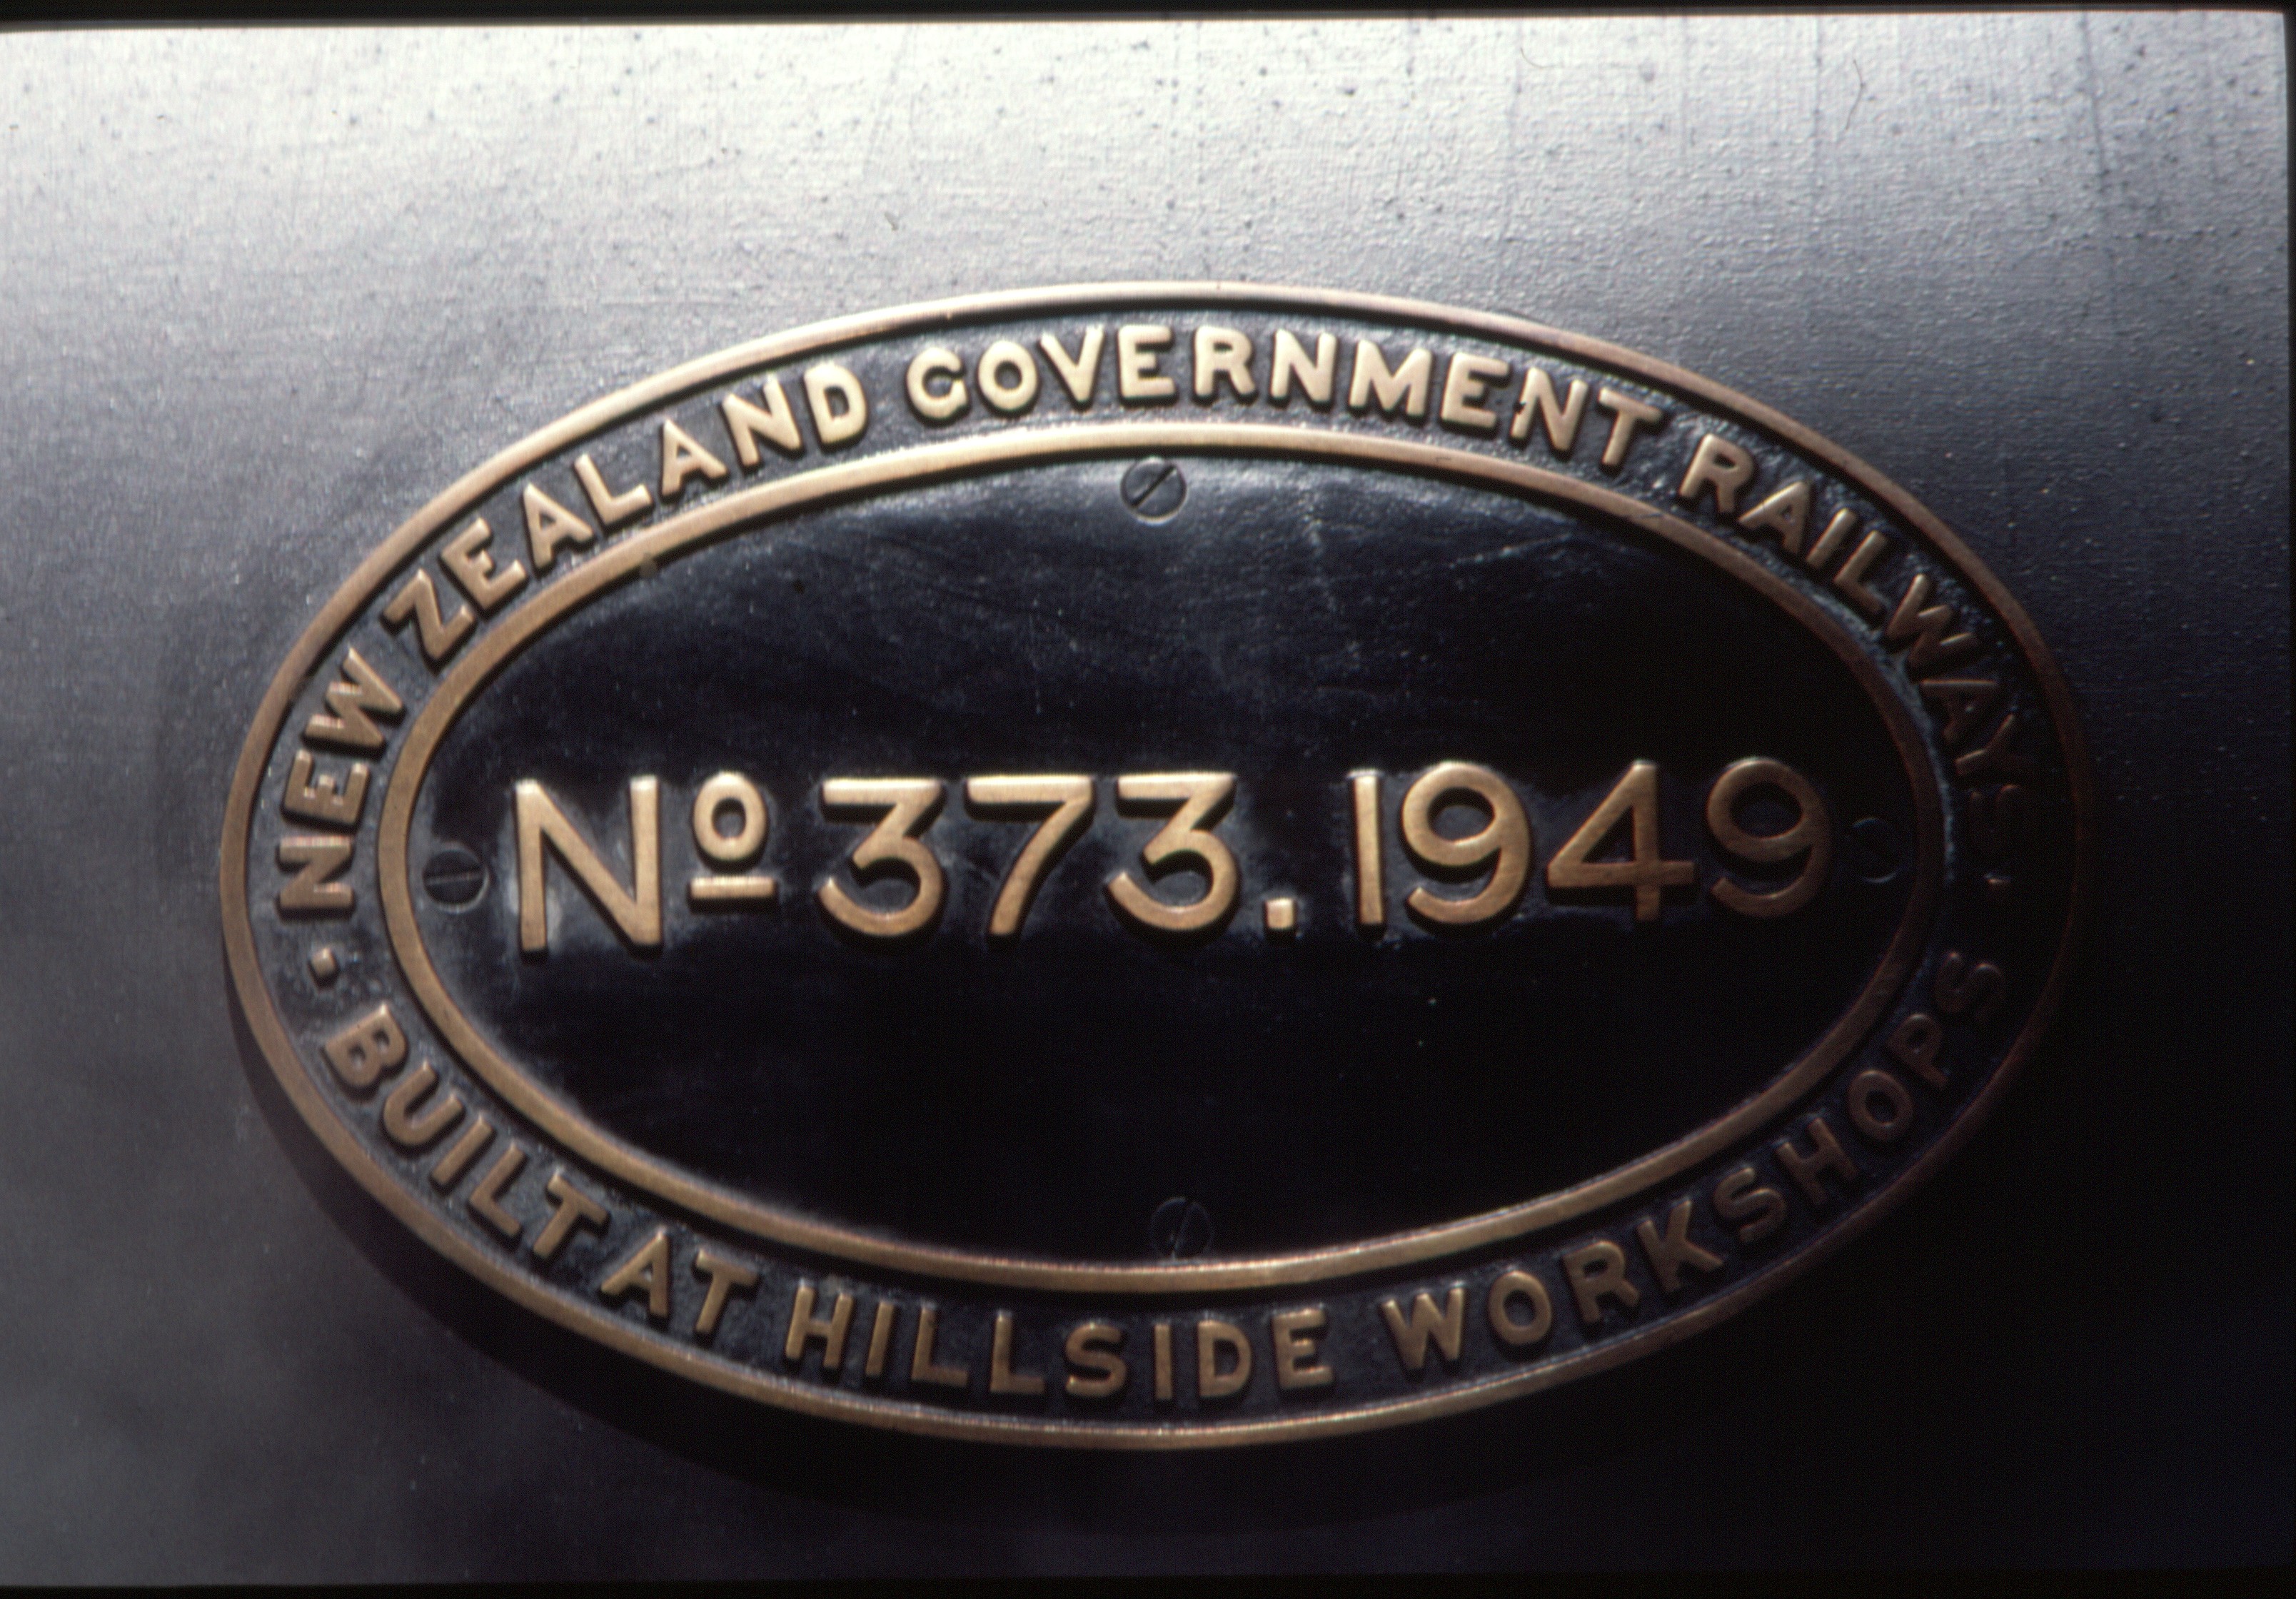 NEW ZEALAND GOVERNMENT RAILWAYS
Nº 373. 1949
BUILT AT HILLSIDE WORKSHOPS